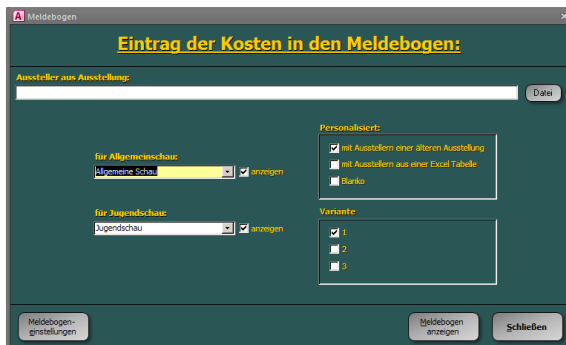 Meldebogen
Eintrag der Kosten in den Meldebogen:
Aussteller aus Ausstellung:
Datei
für Allgemeinschau:
Allgemeine Schau
anzeigen
für Jugendschau:
Jugendschau
anzeigen
Personalisiert:
mit Ausstellern einer älteren Ausstellung
mit Ausstellern aus einer Excel Tabelle
Blanko
Variante
1
2
3
Meldebogen-
einstellungen
Meldebogen
anzeigen
Schließen